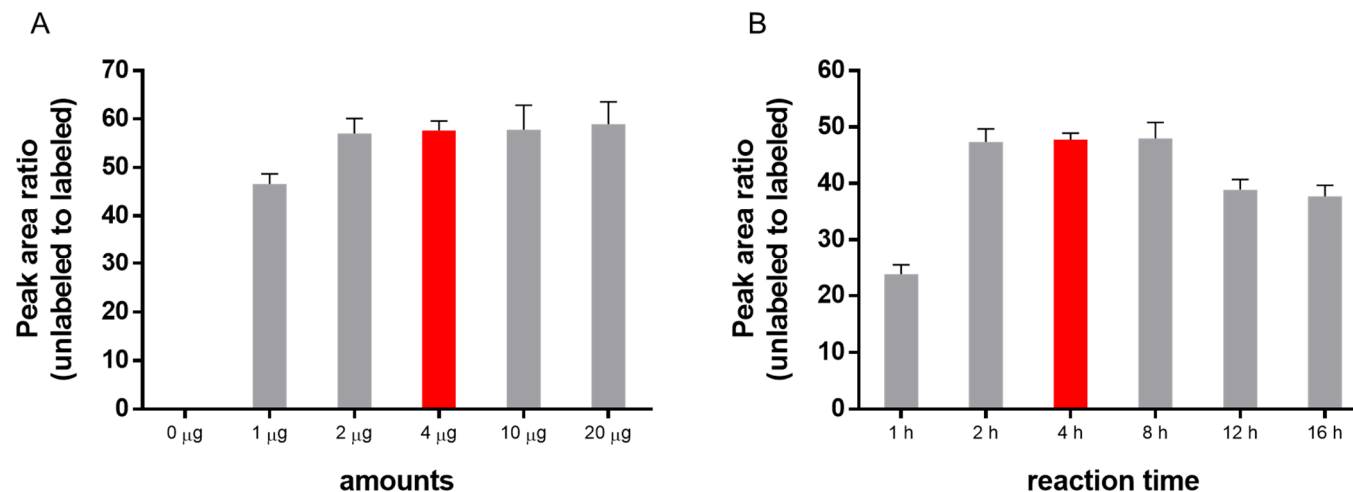 A
Peak area ratio
(unlabeled to labeled)
70
60
50
40
30
20
10
0
0 μg 1 μg 2 μg 4 μg 10 μg 20 μg
amounts
B
Peak area ratio
(unlabeled to labeled)
60
50
40
30
20
10
0
1 h 2 h 4 h 8 h 12 h 16 h
reaction time